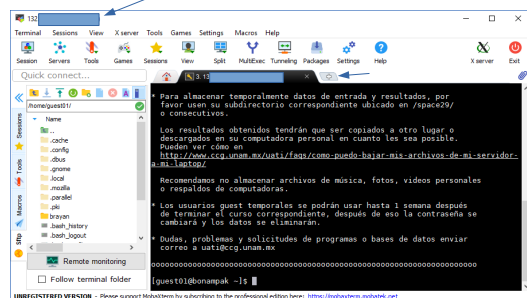 132
Terminal Sessions View X server Tools Games Settings Macros Help
Session Servers Tools Games Sessions View Split MultiExec Tunneling Packages Settings Help X server Exit
Quick connect...
3. 13
/home/guest01/
Name
..
.cache
.config
.dbus
.gnome
.local
.mozilla
.parallel
.pki
brayan
.bash_history
.bash_logout
Sessions
Tools
Macros
Sftp
Remote monitoring
Follow terminal folder
* Para almacenar temporalmente datos de entrada y resultados, por
favor usen su subdirectorio correspondiente ubicado en /space29/
o consecutivos.
Los resultados obtenidos tendrán que ser copiados a otro lugar o
descargados en su computadora personal en cuanto les sea posible.
Pueden ver cómo en
http://www.ccg.unam.mx/uati/faqs/como-puedo-bajar-mis-archivos-de-mi-servidor-
a-mi-laptop/
Recomendamos no almacenar archivos de música, fotos, videos personales
o respaldos de computadoras.
* Los usuarios guest temporales se podrán usar hasta 1 semana después
de terminar el curso correspondiente, después de eso la contraseña se
cambiará y los datos se eliminarán.
* Dudas, problemas y solicitudes de programas o bases de datos enviar
correo a uati@ccg.unam.mx
[guest01@bonampak ~]$
UNREGISTERED VERSION - Please support MobaXterm by subscribing to the professional edition here: https://mobaxterm.mobatek.net